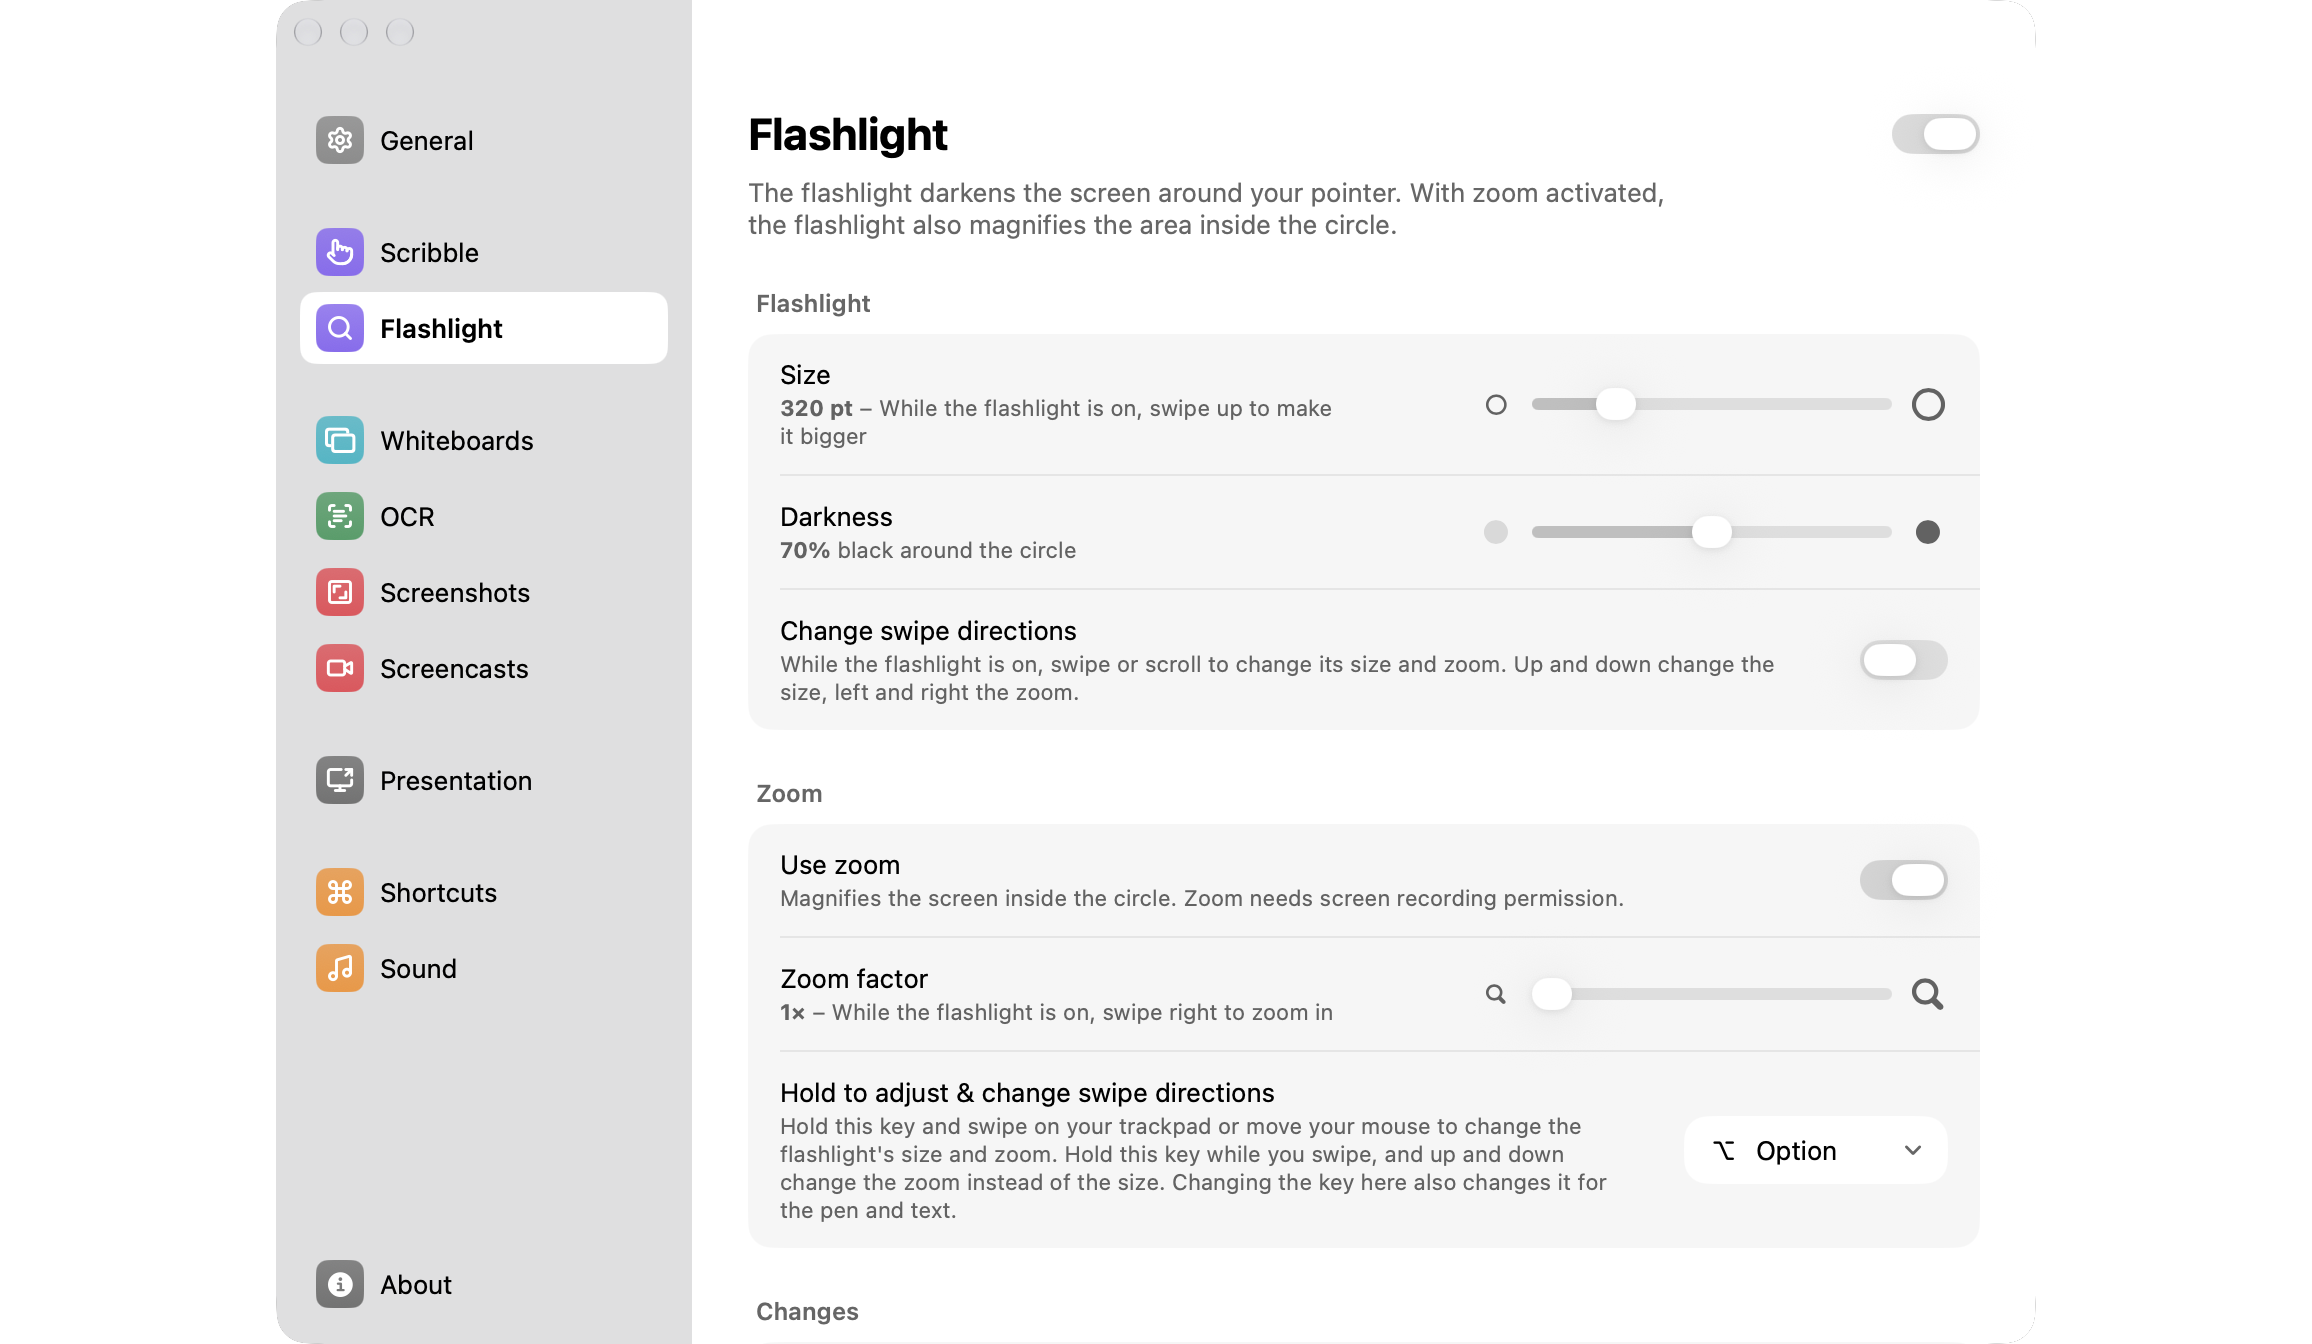 General
Scribble
Flashlight
Whiteboards
OCR
Screenshots
Screencasts
Presentation
Shortcuts
Sound
About
Flashlight
The flashlight darkens the screen around your pointer. With zoom activated,
the flashlight also magnifies the area inside the circle.
Flashlight
Size
320 pt – While the flashlight is on, swipe up to make
it bigger
Darkness
70% black around the circle
Change swipe directions
While the flashlight is on, swipe or scroll to change its size and zoom. Up and down change the
size, left and right the zoom.
Zoom
Use zoom
Magnifies the screen inside the circle. Zoom needs screen recording permission.
Zoom factor
1× – While the flashlight is on, swipe right to zoom in
Hold to adjust & change swipe directions
Hold this key and swipe on your trackpad or move your mouse to change the
flashlight's size and zoom. Hold this key while you swipe, and up and down
change the zoom instead of the size. Changing the key here also changes it for
the pen and text.
⌥ Option
Changes